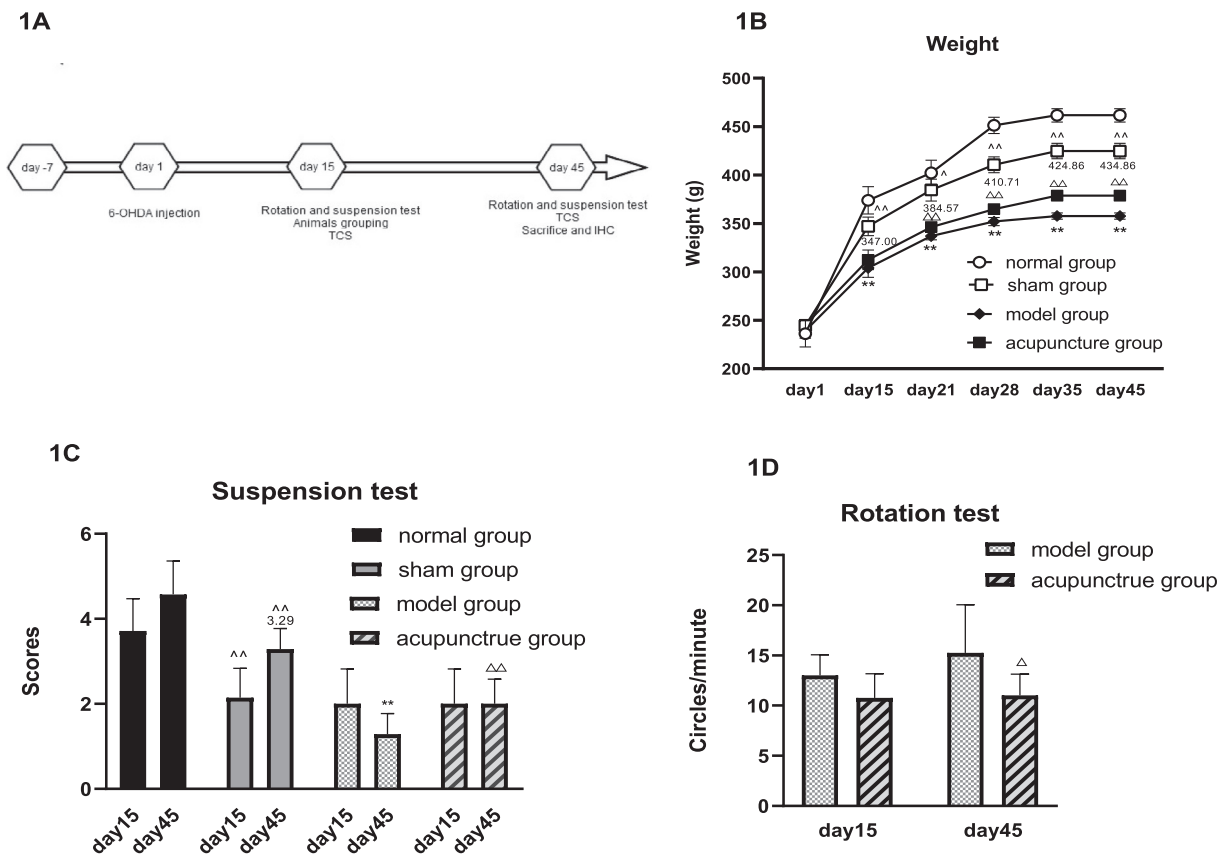 1A
day -7
day 1
day 15
day 45
6-OHDA injection
Rotation and suspension test
Animals grouping
TCS
Rotation and suspension test
TCS
Sacrifice and IHC
1B
Weight
Weight (g)
500
450
400
350
300
250
200
^^
347.00
**
^
384.57
△△
**
^^
410.71
△△
**
^^
424.86
△△
**
^^
434.86
△△
**
normal group
sham group
model group
acupuncture group
day1 day15 day21 day28 day35 day45
1C
Suspension test
Scores
6
4
2
0
normal group
sham group
model group
acupunctrue group
^^
^^
3.29
**
△△
day15 day45 day15 day45 day15 day45 day15 day45
1D
Rotation test
Circles/minute
25
20
15
10
5
0
model group
acupunctrue group
△
day15 day45